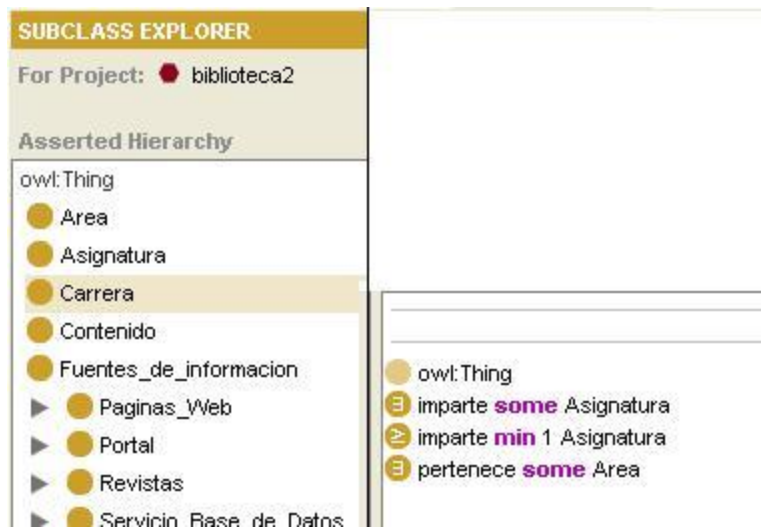 SUBCLASS EXPLORER
For Project: biblioteca2
Asserted Hierarchy
owl:Thing
Area
Asignatura
Carrera
Contenido
Fuentes_de_informacion
Paginas_Web
Portal
Revistas
Servicio_Base_de_Datos
owl:Thing
∃ imparte some Asignatura
≥ imparte min 1 Asignatura
∃ pertenece some Area